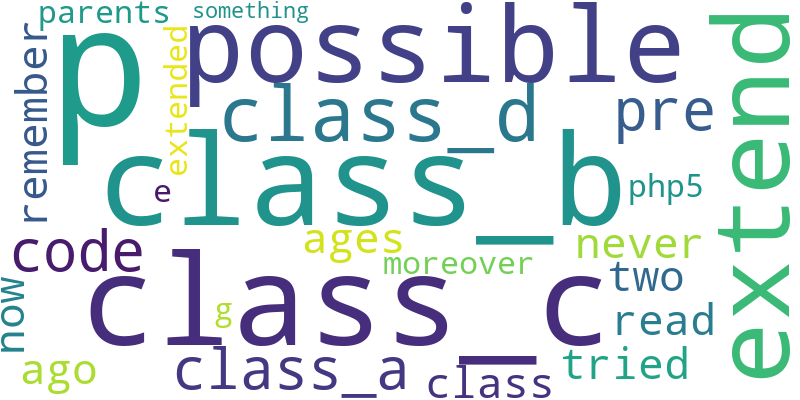 parents
something
remember
p
extended
possible
extend
class_d
pre
class_b
e
php5
code
ages
never
moreover
now
class_c
two
g
read
ago
class_a
class
tried